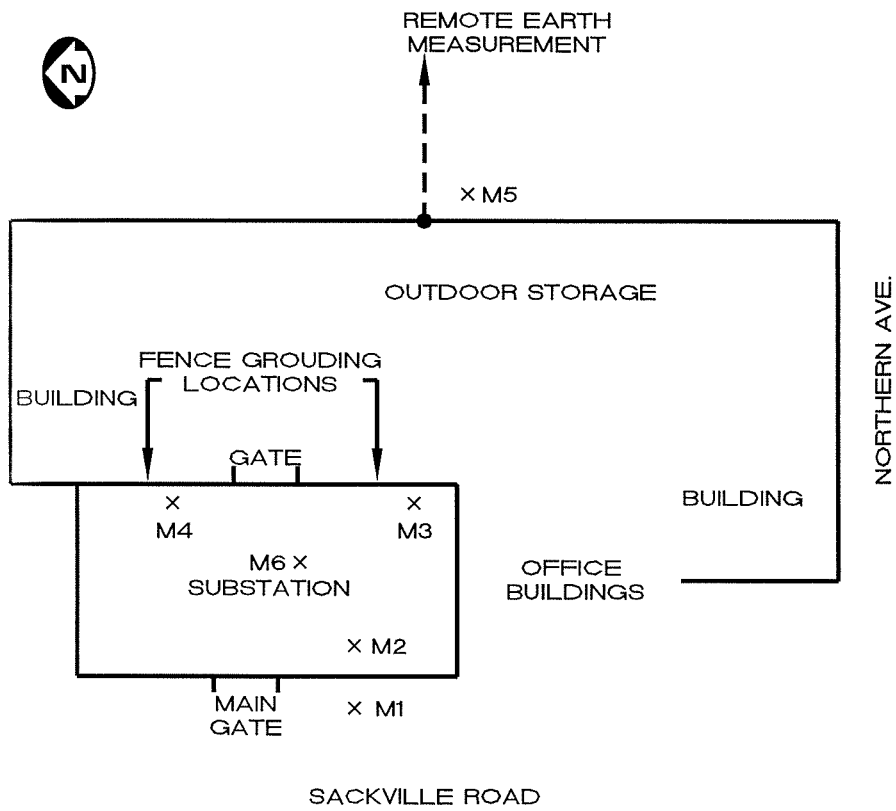 REMOTE EARTH
MEASUREMENT
N
× M5
OUTDOOR STORAGE
NORTHERN AVE.
FENCE GROUDING
LOCATIONS
BUILDING
GATE
BUILDING
M4
M3
M6 ×
SUBSTATION
OFFICE
BUILDINGS
× M2
MAIN
GATE
× M1
SACKVILLE ROAD